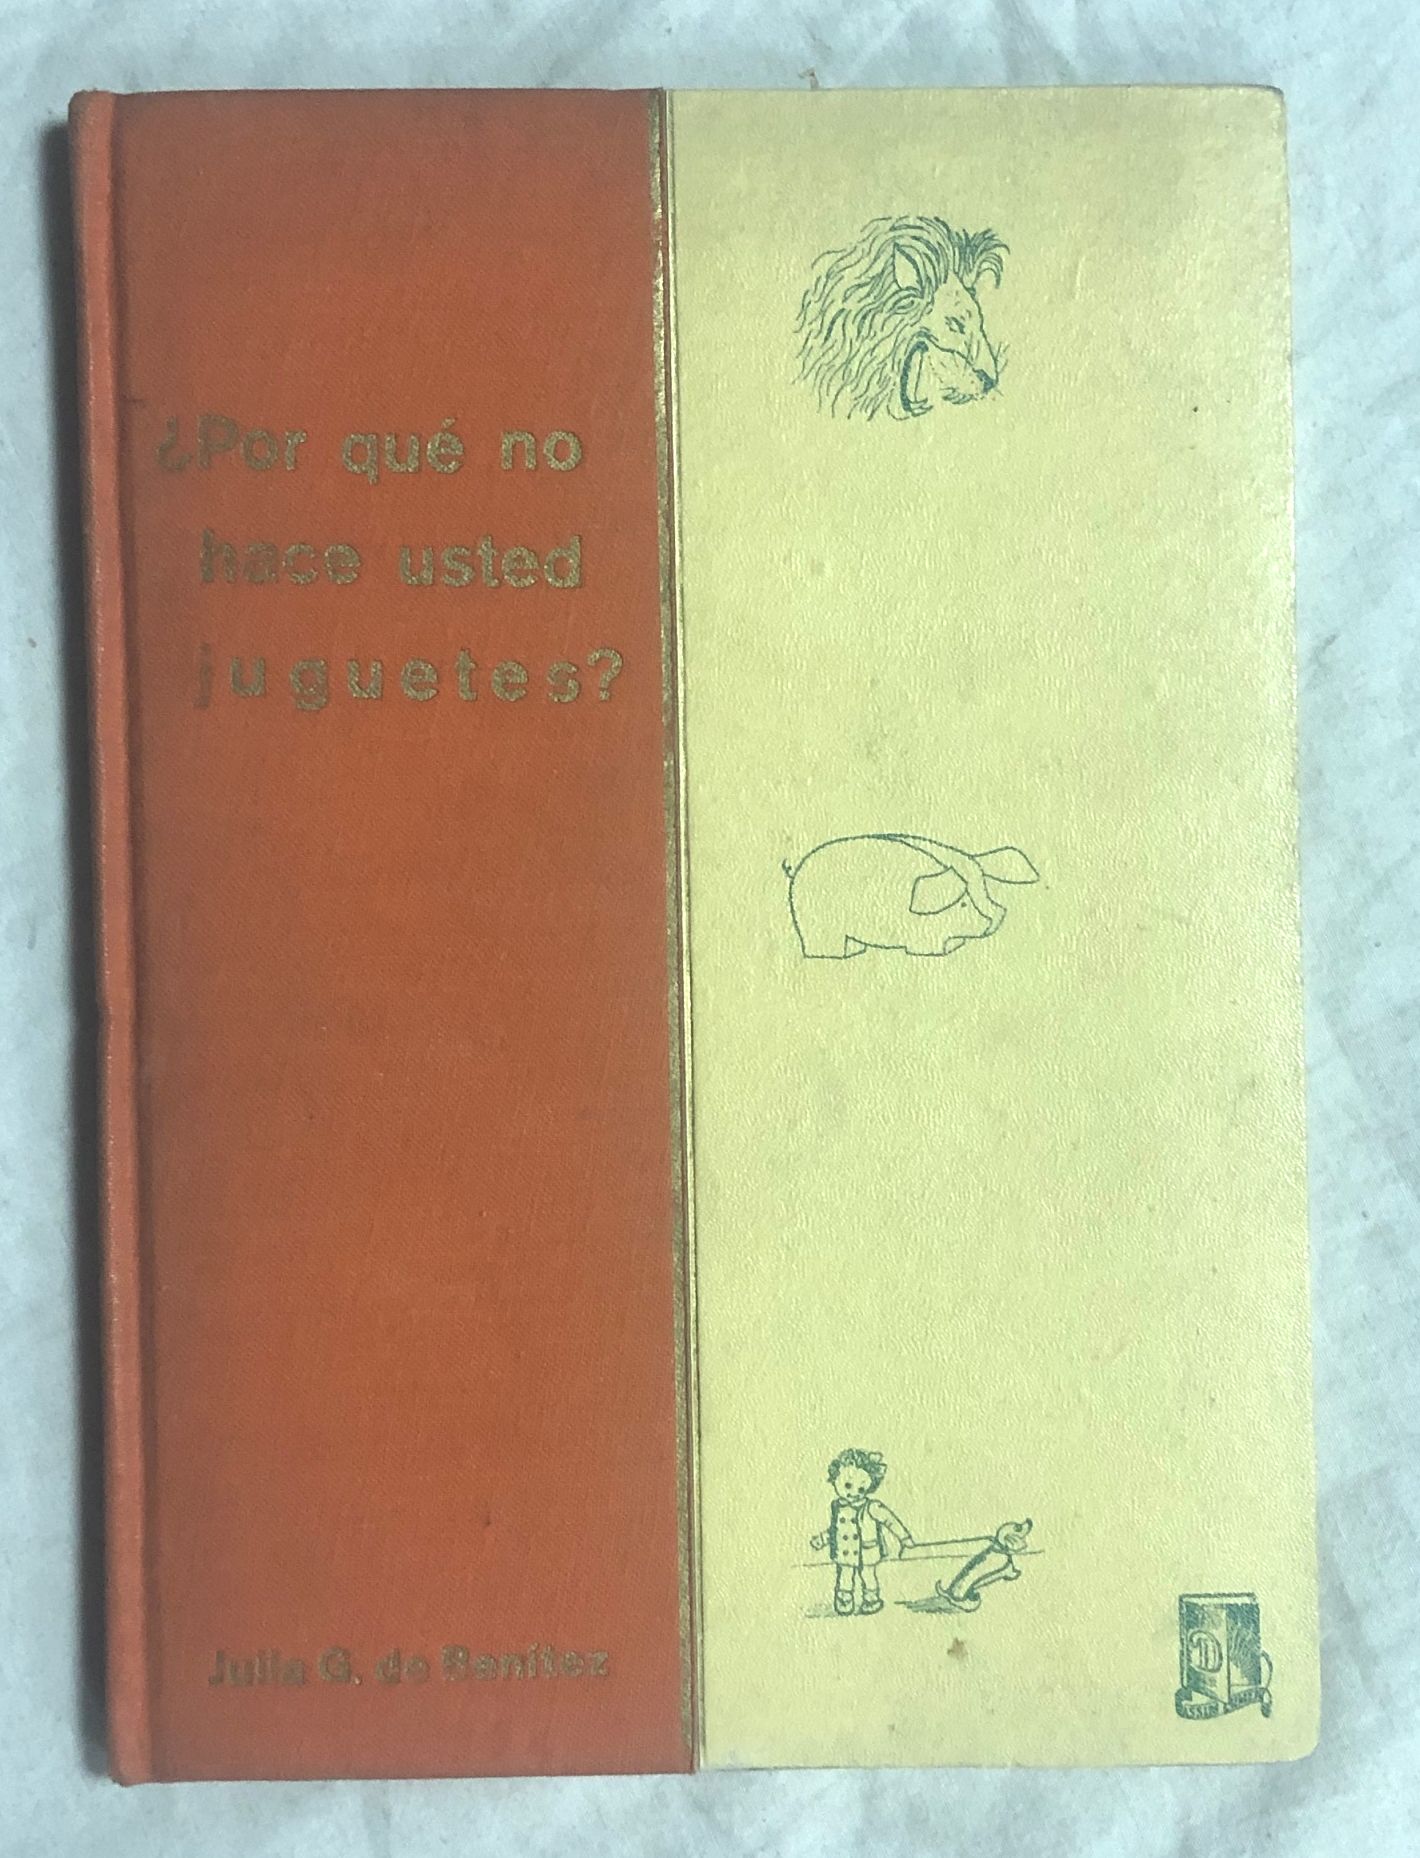 ¿Por qué no
hace usted
juguetes?
Julia G. de Benítez
D